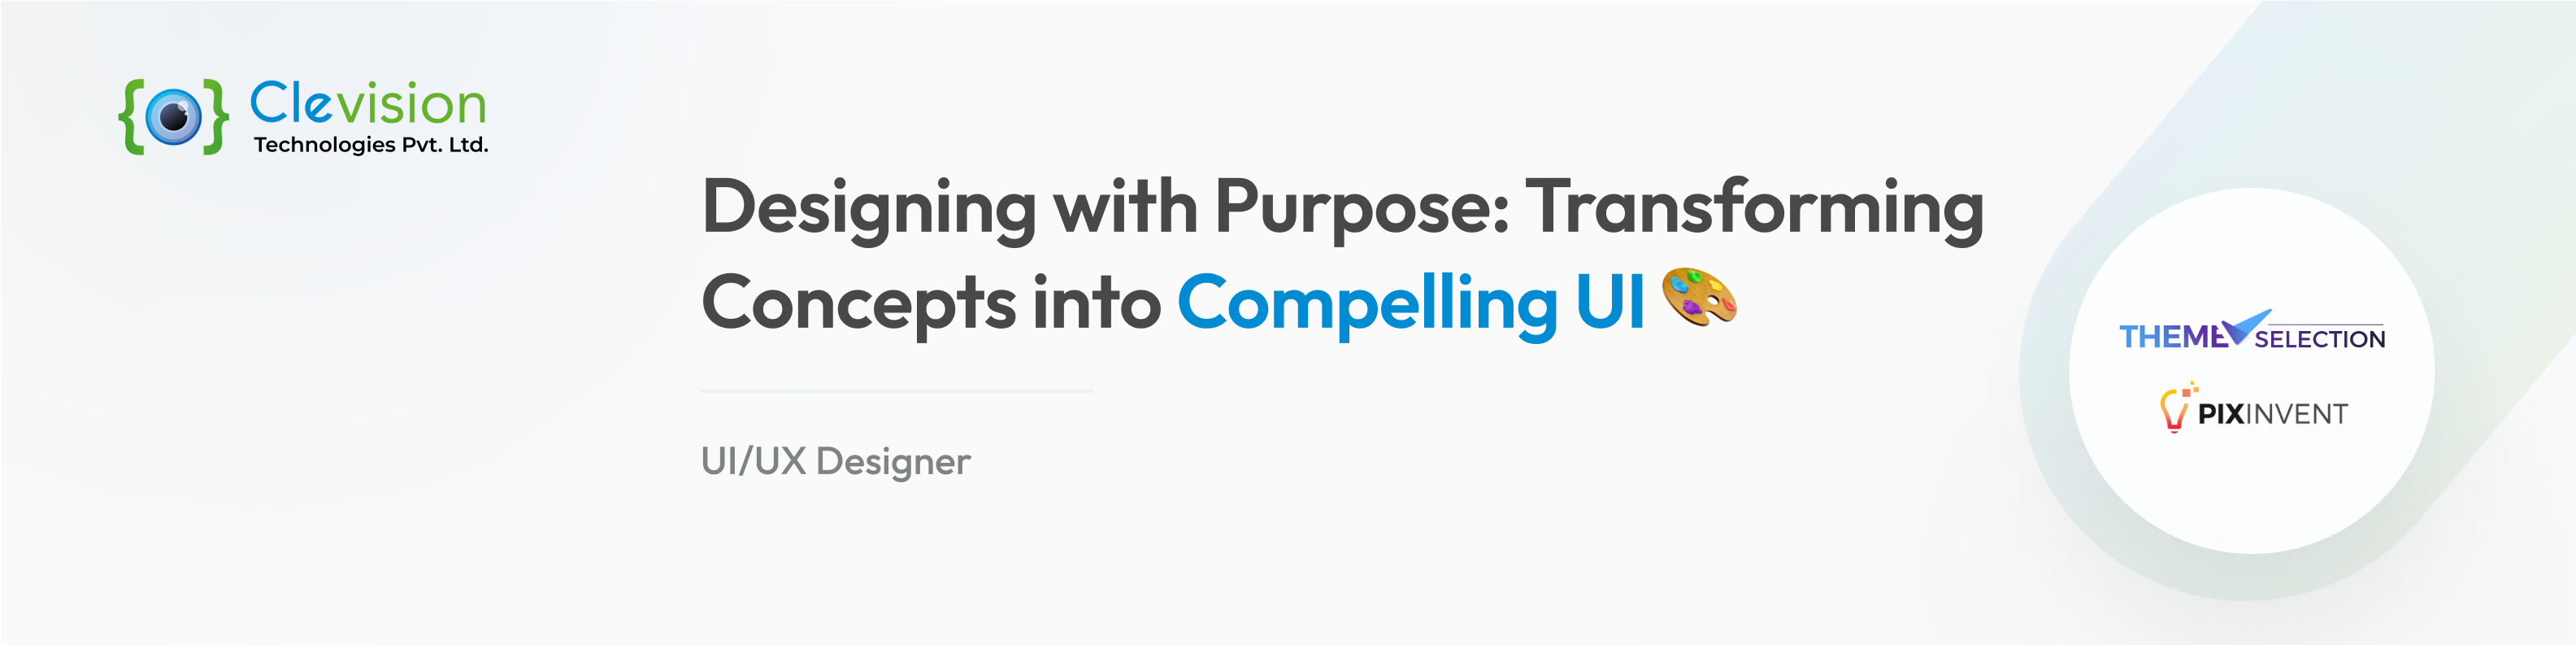 Clevision
Technologies Pvt. Ltd.
Designing with Purpose: Transforming
Concepts into Compelling UI
UI/UX Designer
THEMESELECTION
PIXINVENT